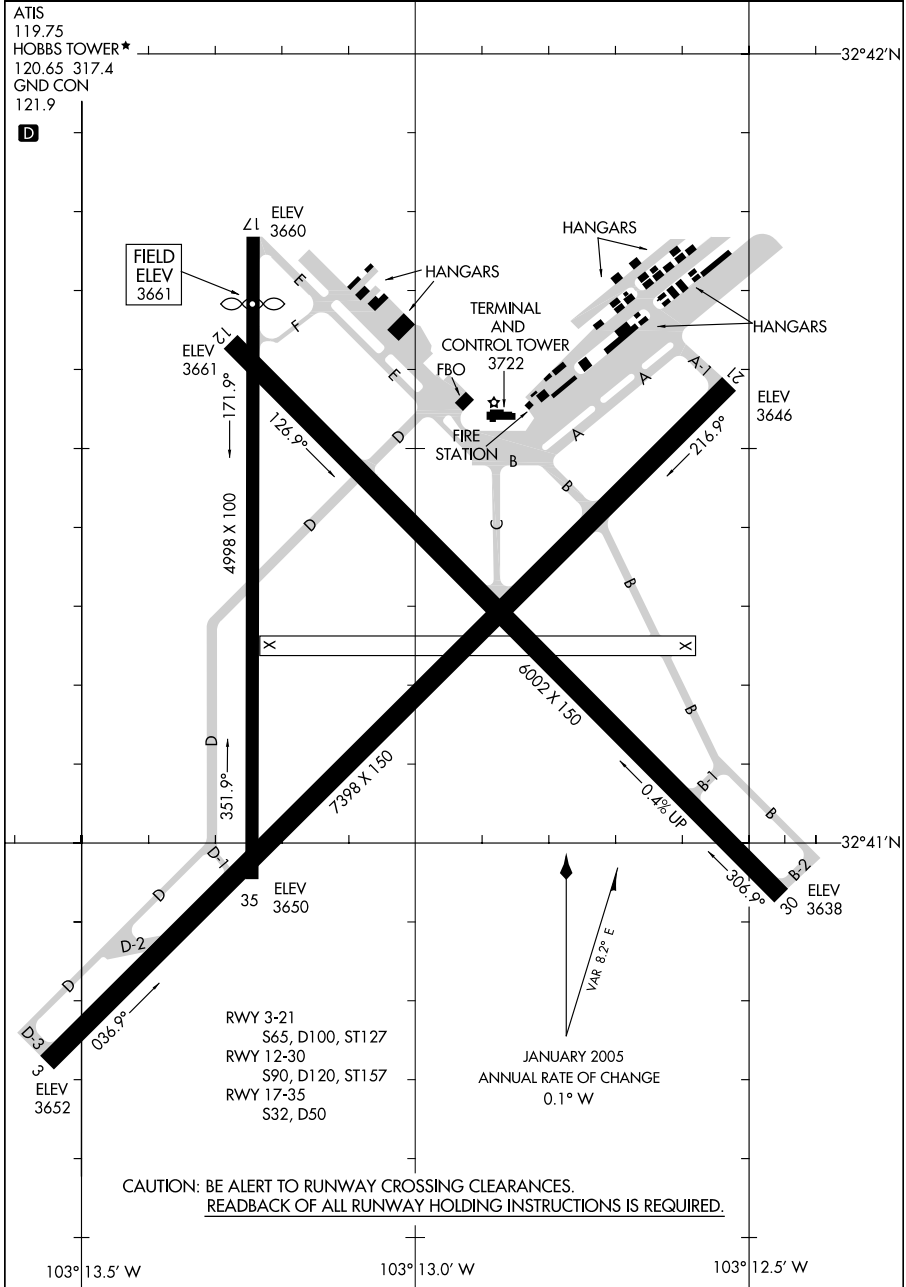 ATIS
119.75
HOBBS TOWER★
120.65 317.4
GND CON
121.9
D
32°42'N
17
ELEV
3660
FIELD
ELEV
3661
HANGARS
HANGARS
TERMINAL
AND
CONTROL TOWER
3722
HANGARS
E
F
E
FBO
12
ELEV
3661
171.9°
126.9°
4998 X 100
FIRE
STATION
A
A
A-1
21
ELEV
3646
216.9°
D
D
B
B
C
B
X
X
6002 X 150
B
D
351.9°
7398 X 150
0.4% UP
B-1
B
32°41'N
D-1
B-2
306.9°
30
ELEV
3638
35
ELEV
3650
D
D-2
D
D-3
036.9°
3
ELEV
3652
VAR 8.2° E
RWY 3-21
S65, D100, ST127
RWY 12-30
S90, D120, ST157
RWY 17-35
S32, D50
JANUARY 2005
ANNUAL RATE OF CHANGE
0.1° W
CAUTION: BE ALERT TO RUNWAY CROSSING CLEARANCES.
READBACK OF ALL RUNWAY HOLDING INSTRUCTIONS IS REQUIRED.
103°13.5' W
103°13.0' W
103°12.5' W